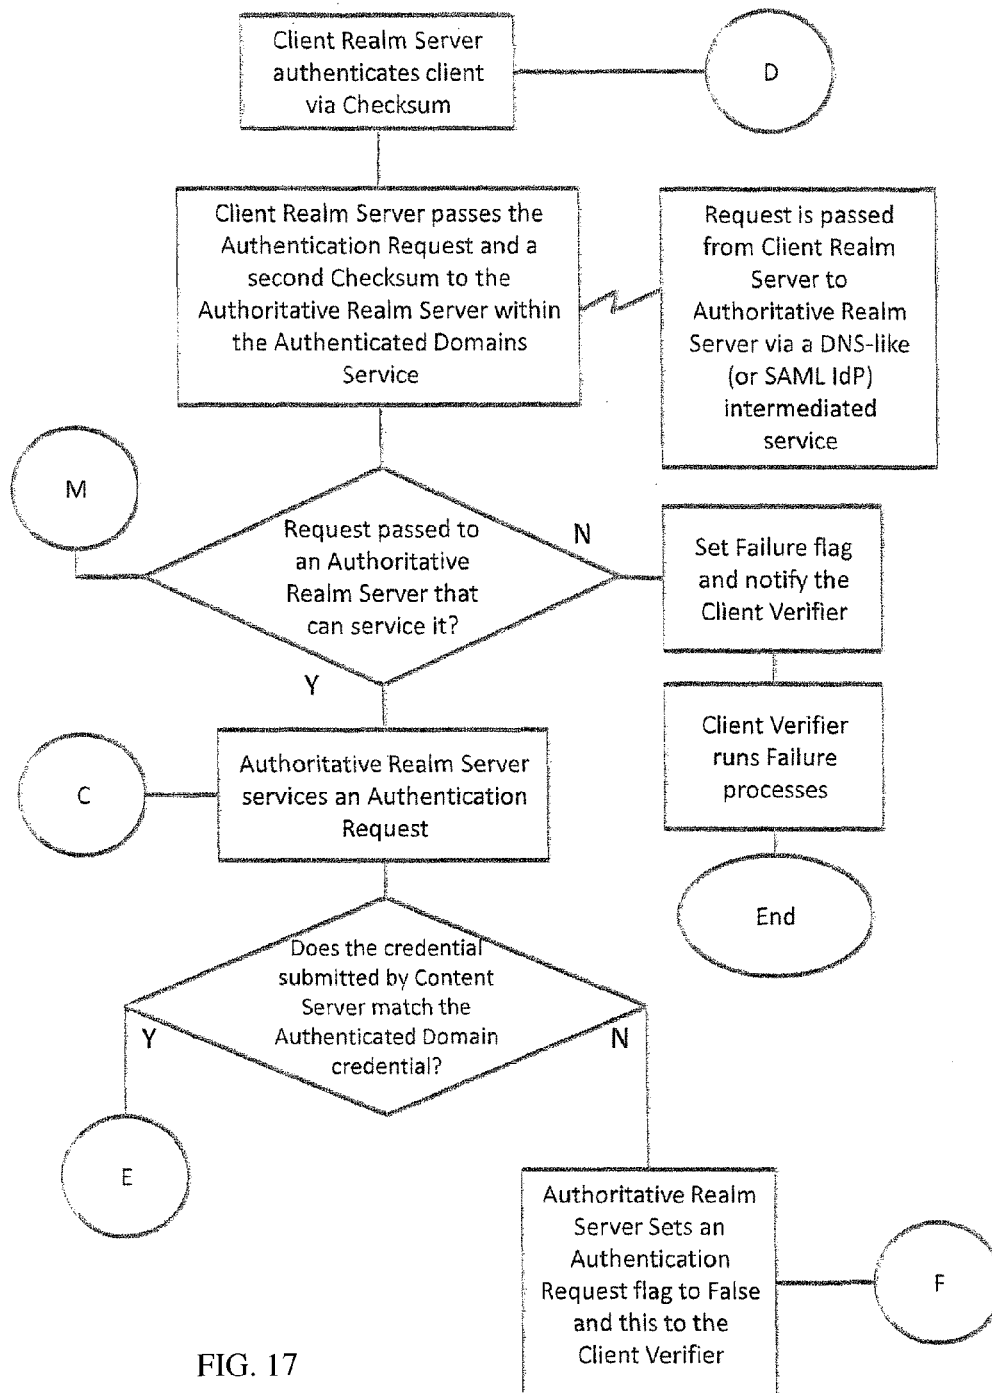 Client Realm Server
authenticates client
via Checksum
D
Client Realm Server passes the
Authentication Request and a
second Checksum to the
Authoritative Realm Server within
the Authenticated Domains
Service
Request is passed
from Client Realm
Server to
Authoritative Realm
Server via a DNS-like
(or SAML IdP)
intermediated
service
M
Request passed to
an Authoritative
Realm Server that
can service it?
N
Y
Set Failure flag
and notify the
Client Verifier
Client Verifier
runs Failure
processes
End
C
Authoritative Realm Server
services an Authentication
Request
Does the credential
submitted by Content
Server match the
Authenticated Domain
credential?
Y
N
E
Authoritative Realm
Server Sets an
Authentication
Request flag to False
and this to the
Client Verifier
F
FIG. 17